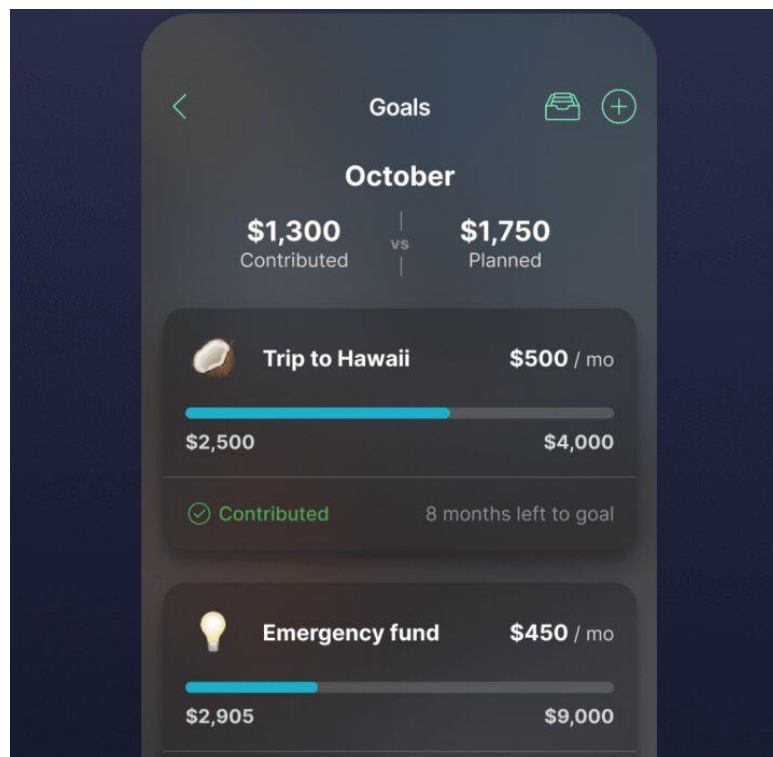 Goals
October
$1,300 vs $1,750
Contributed Planned
Trip to Hawaii $500 / mo
$2,500 $4,000
Contributed 8 months left to goal
Emergency fund $450 / mo
$2,905 $9,000